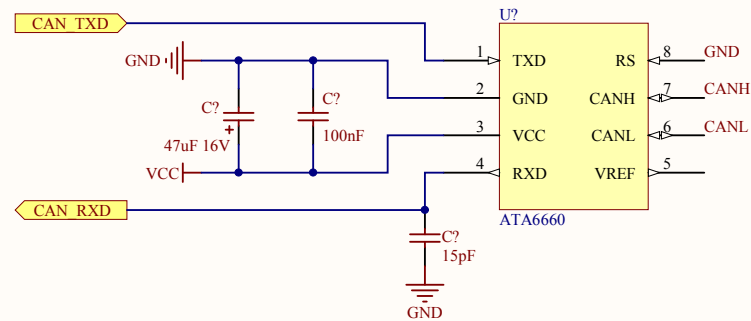 U?
CAN_TXD
1 TXD RS 8 GND
GND
2 GND CANH 7 CANH
C? C?
47uF 16V + 100nF
3 VCC CANL 6 CANL
VCC
4 RXD VREF 5
CAN_RXD
ATA6660
C?
15pF
GND